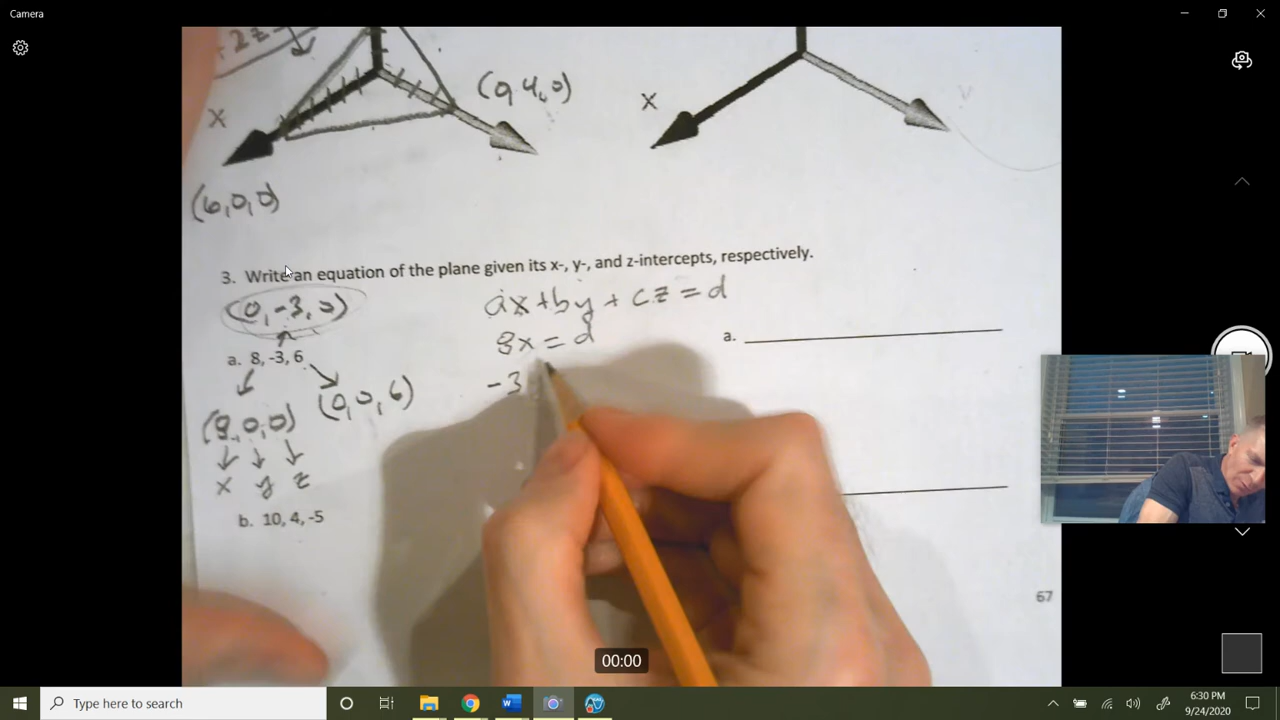 Camera
+ 2z
(0,4,0)
x
x
y
(6,0,0)
3. Write an equation of the plane given its x-, y-, and z-intercepts, respectively.
(0,-3,0)
ax+by+cz=d
8x=d
a.
a. 8, -3, 6
-3
(8,0,0)
(0,0,6)
x y z
b. 10, 4, -5
67
00:00
Type here to search
6:30 PM
9/24/2020